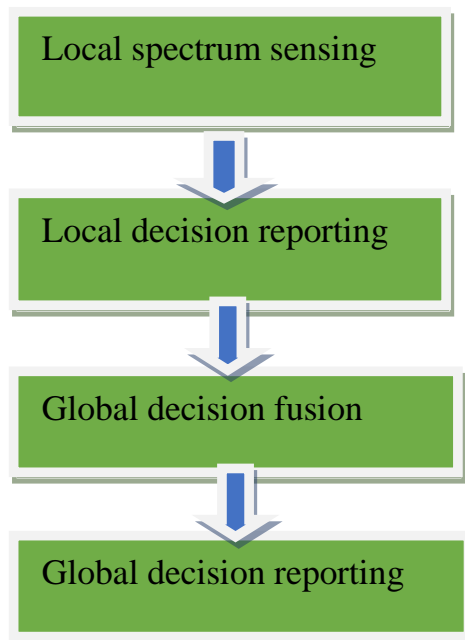 Local spectrum sensing
Local decision reporting
Global decision fusion
Global decision reporting